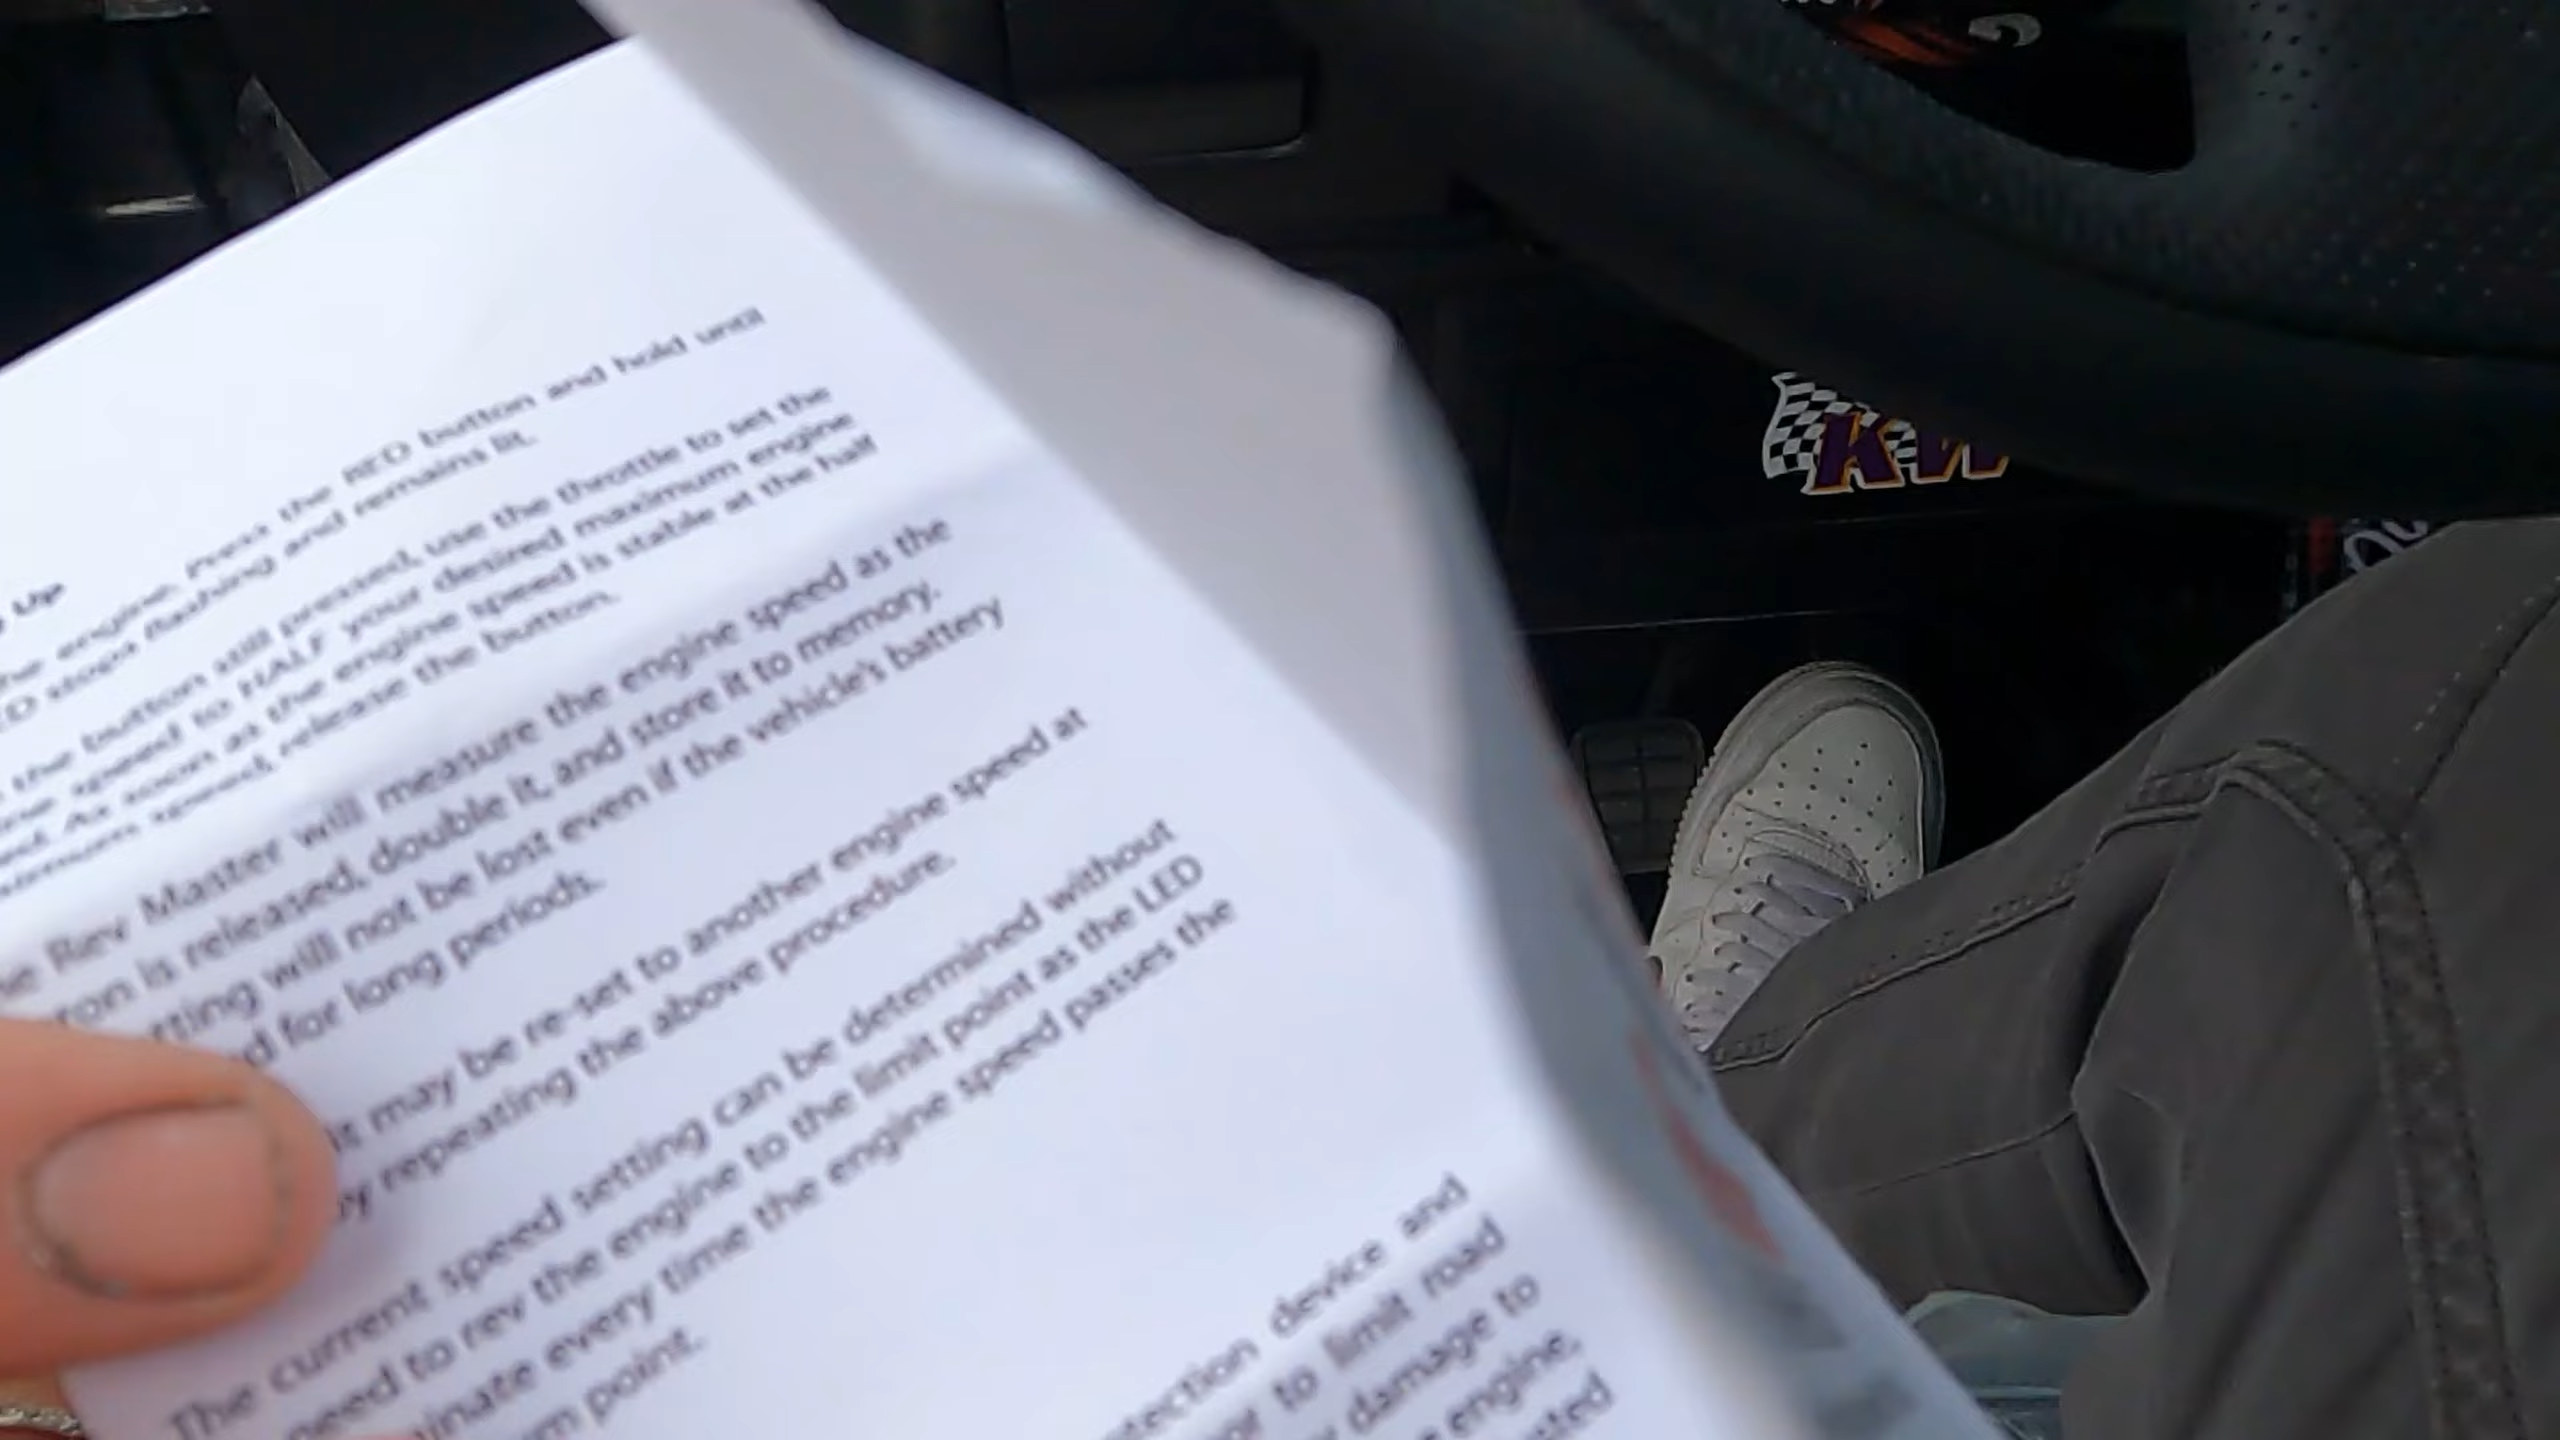 Up
the engine, press the RED button and hold until
stops flashing and remains lit.
the button still pressed, use the throttle to set the
speed to HALF your desired maximum engine
As soon as the engine speed is stable at the half
speed, release the button.
Rev Master will measure the engine speed as the
is released, double it, and store it to memory.
will not be lost even if the vehicle's battery
for long periods.
may be re-set to another engine speed at
by repeating the above procedure.
The current speed setting can be determined without
need to rev the engine to the limit point as the LED
every time the engine speed passes the
point.
device and
to limit road
damage to
engine,
KW